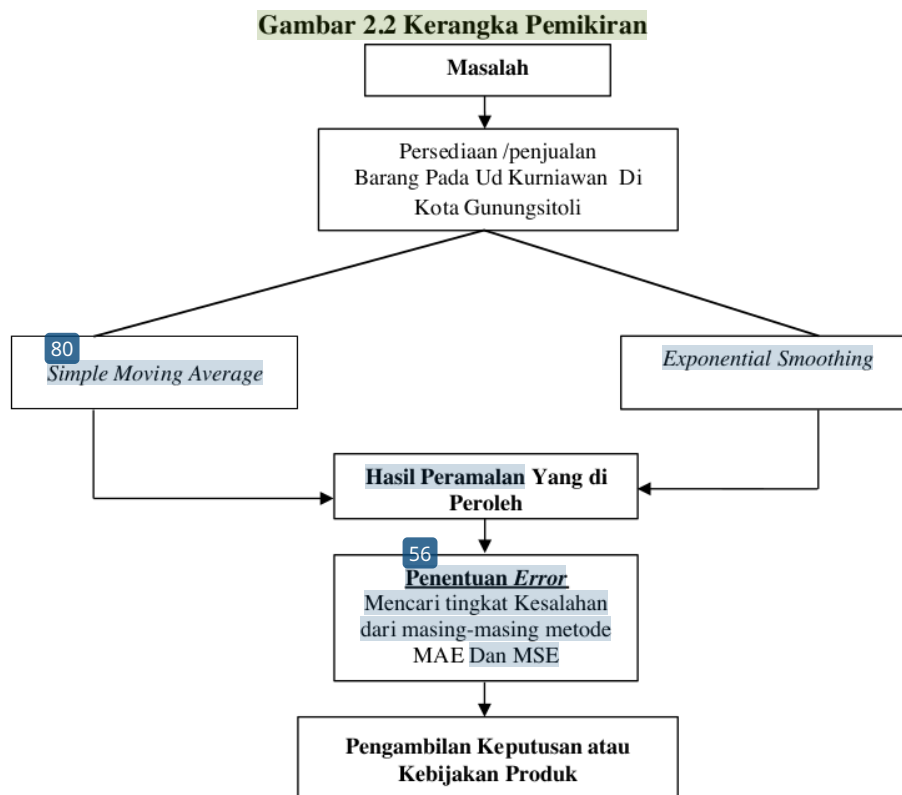 Gambar 2.2 Kerangka Pemikiran
Masalah
Persediaan /penjualan
Barang Pada Ud Kurniawan Di
Kota Gunungsitoli
80
Simple Moving Average
Exponential Smoothing
Hasil Peramalan Yang di
Peroleh
56
Penentuan Error
Mencari tingkat Kesalahan
dari masing-masing metode
MAE Dan MSE
Pengambilan Keputusan atau
Kebijakan Produk